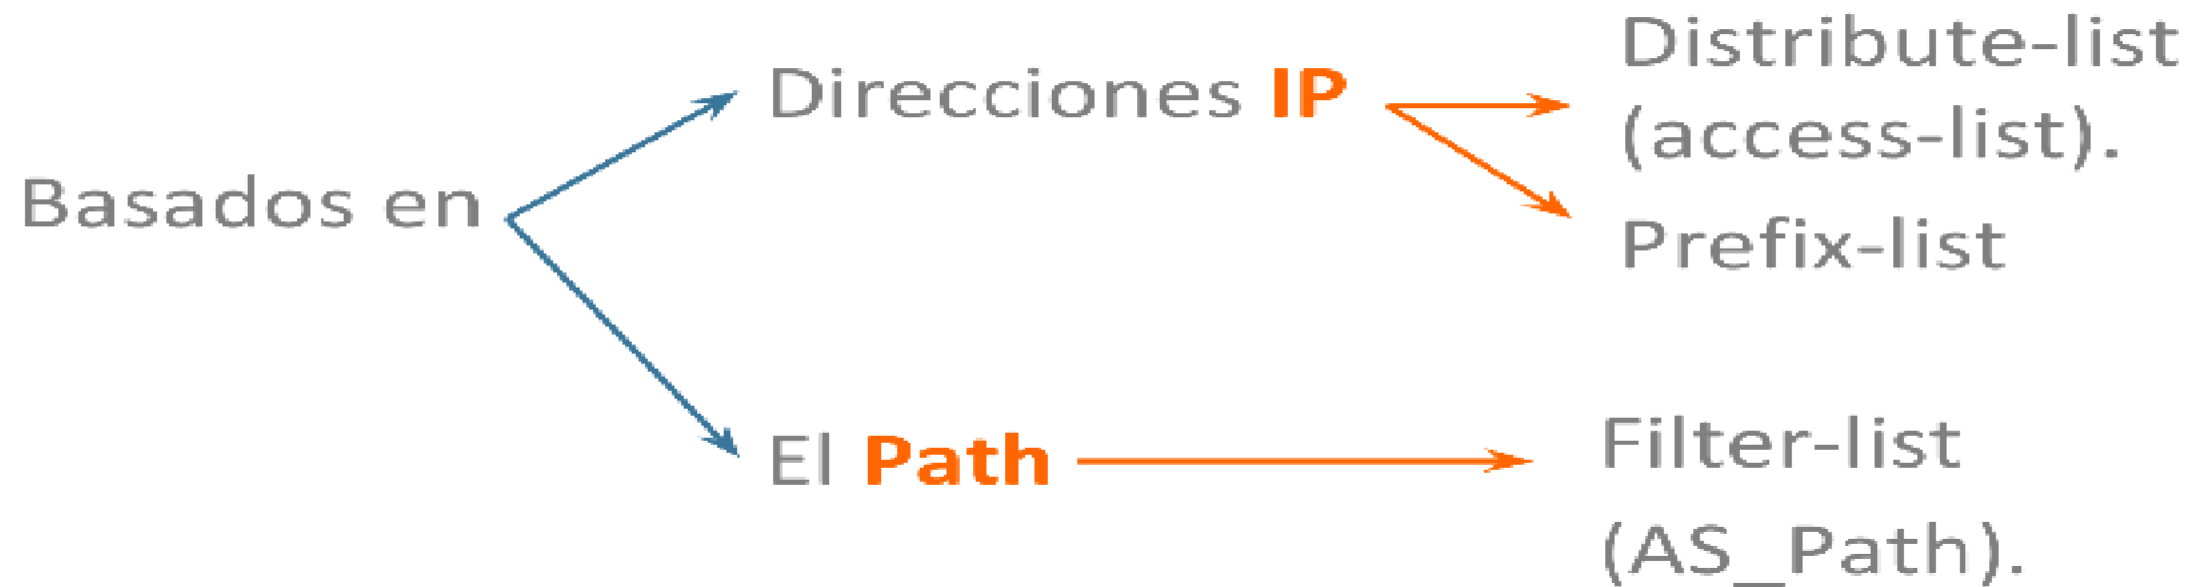 Basados en
Direcciones IP
Distribute-list
(access-list).
Prefix-list
El Path
Filter-list
(AS_Path).